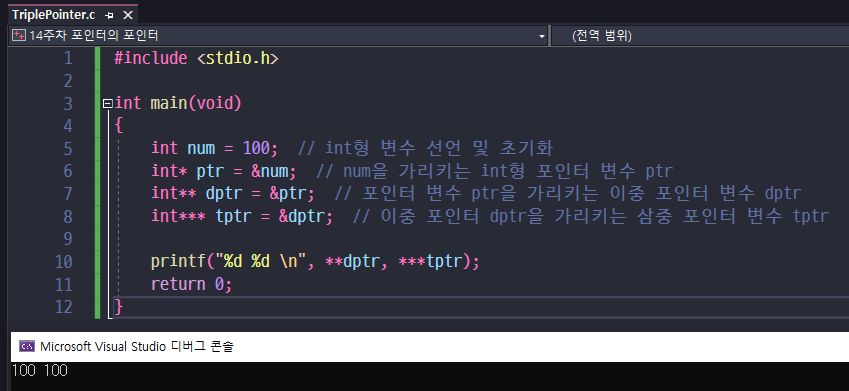 TriplePointer.c
14주차 포인터의 포인터
(전역 범위)
1 #include <stdio.h>
2
3 int main(void)
4 {
5 int num = 100; // int형 변수 선언 및 초기화
6 int* ptr = &num; // num을 가리키는 int형 포인터 변수 ptr
7 int** dptr = &ptr; // 포인터 변수 ptr을 가리키는 이중 포인터 변수 dptr
8 int*** tptr = &dptr; // 이중 포인터 dptr을 가리키는 삼중 포인터 변수 tptr
9
10 printf("%d %d \n", **dptr, ***tptr);
11 return 0;
12 }
Microsoft Visual Studio 디버그 콘솔
100 100